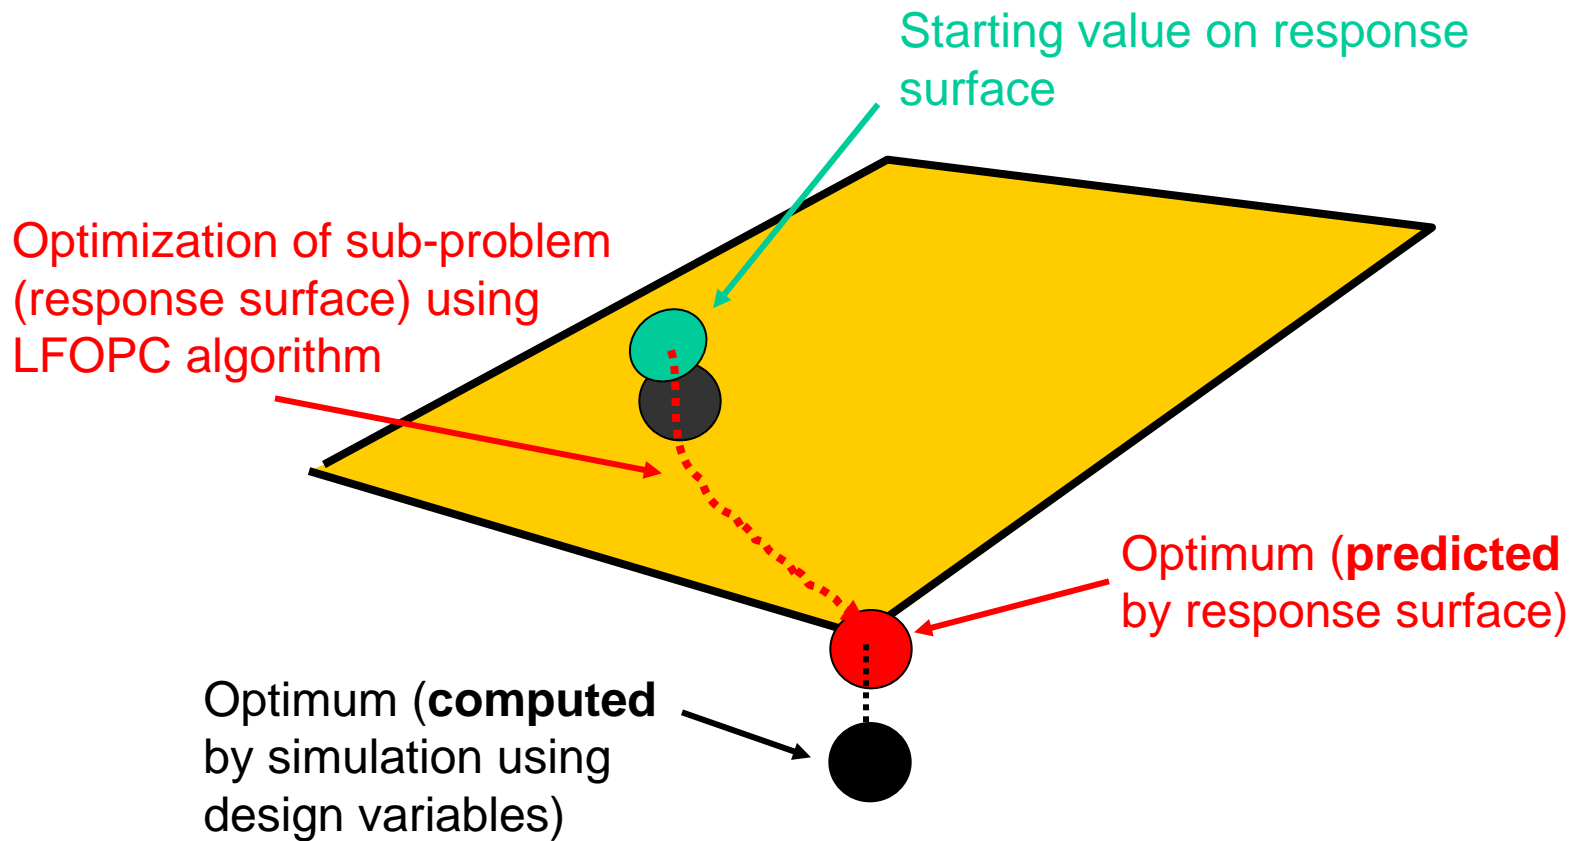 Starting value on response
surface
Optimization of sub-problem
(response surface) using
LFOPC algorithm
Optimum (predicted
by response surface)
Optimum (computed
by simulation using
design variables)